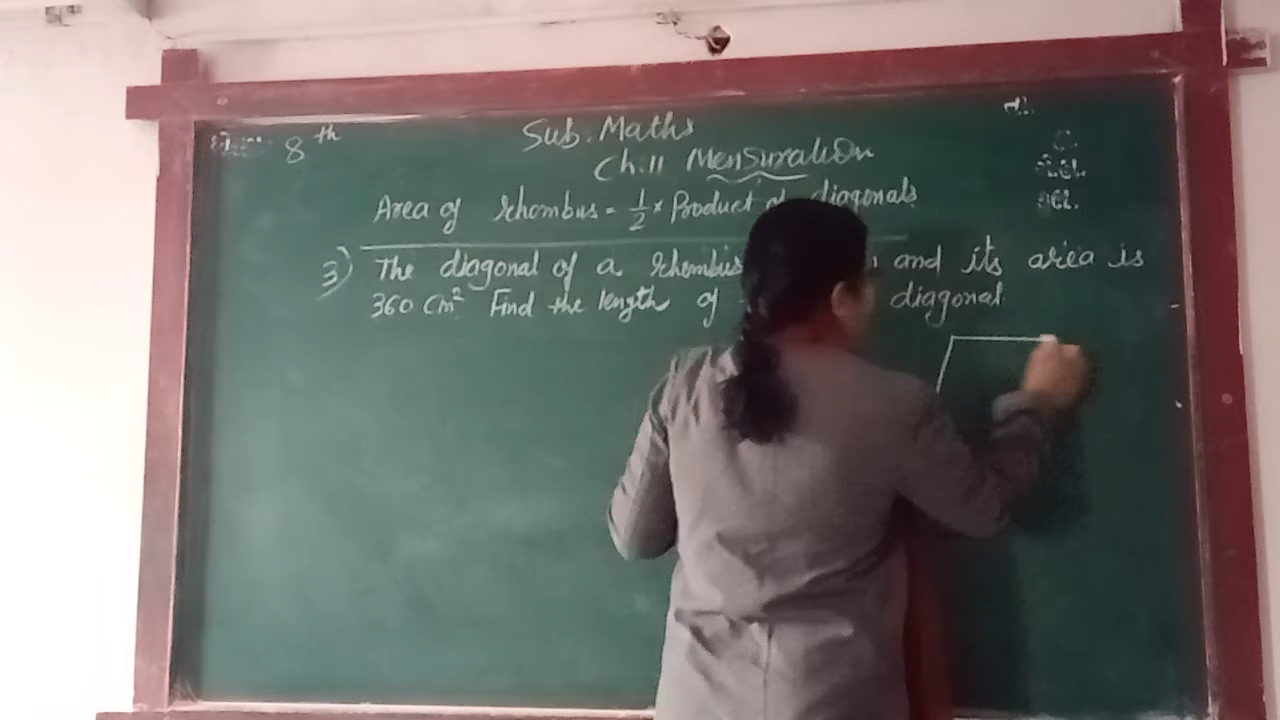 8th
Sub. Maths
Ch.11 Mensuration
Area of rhombus = 1/2 × Product of diagonals
3) The diagonal of a rhombus and its area is
360 Cm² Find the length of diagonal